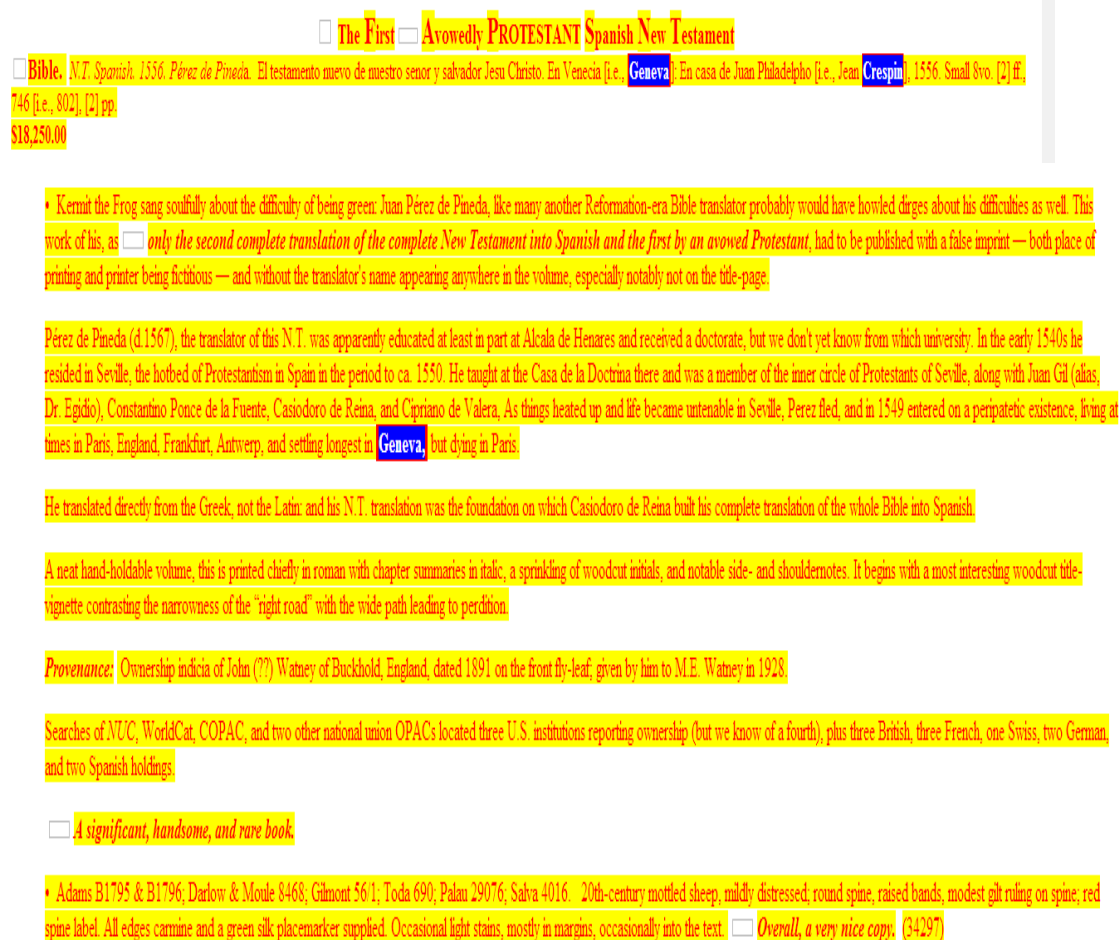 The First Avowedly PROTESTANT Spanish New Testament
Bible. N.T. Spanish. 1556. Pérez de Pineda. El testamento nuevo de nuestro senor y salvador Jesu Christo. En Venecia [i.e., Geneva]: En casa de Juan Philadelpho [i.e., Jean Crespin], 1556. Small 8vo. [2] ff.,
746 [i.e., 802], [2] pp.
$18,250.00
• Kermit the Frog sang soulfully about the difficulty of being green: Juan Pérez de Pineda, like many another Reformation-era Bible translator probably would have howled dirges about his difficulties as well. This
work of his, as only the second complete translation of the complete New Testament into Spanish and the first by an avowed Protestant, had to be published with a false imprint — both place of
printing and printer being fictitious — and without the translator's name appearing anywhere in the volume, especially notably not on the title-page.
Pérez de Pineda (d.1567), the translator of this N.T. was apparently educated at least in part at Alcala de Henares and received a doctorate, but we don't yet know from which university. In the early 1540s he
resided in Seville, the hotbed of Protestantism in Spain in the period to ca. 1550. He taught at the Casa de la Doctrina there and was a member of the inner circle of Protestants of Seville, along with Juan Gil (alias,
Dr. Egidio), Constantino Ponce de la Fuente, Casiodoro de Reina, and Cipriano de Valera, As things heated up and life became untenable in Seville, Perez fled, and in 1549 entered on a peripatetic existence, living at
times in Paris, England, Frankfurt, Antwerp, and settling longest in Geneva, but dying in Paris.
He translated directly from the Greek, not the Latin: and his N.T. translation was the foundation on which Casiodoro de Reina built his complete translation of the whole Bible into Spanish.
A neat hand-holdable volume, this is printed chiefly in roman with chapter summaries in italic, a sprinkling of woodcut initials, and notable side- and shouldernotes. It begins with a most interesting woodcut title-
vignette contrasting the narrowness of the “right road” with the wide path leading to perdition.
Provenance: Ownership indicia of John (??) Watney of Buckhold, England, dated 1891 on the front fly-leaf; given by him to M.E. Watney in 1928.
Searches of NUC, WorldCat, COPAC, and two other national union OPACs located three U.S. institutions reporting ownership (but we know of a fourth), plus three British, three French, one Swiss, two German,
and two Spanish holdings.
A significant, handsome, and rare book.
• Adams B1795 & B1796; Darlow & Moule 8468; Gilmont 56/1; Toda 690; Palau 29076; Salva 4016. 20th-century mottled sheep, mildly distressed; round spine, raised bands, modest gilt ruling on spine; red
spine label. All edges carmine and a green silk placemarker supplied. Occasional light stains, mostly in margins, occasionally into the text. Overall, a very nice copy. (34297)